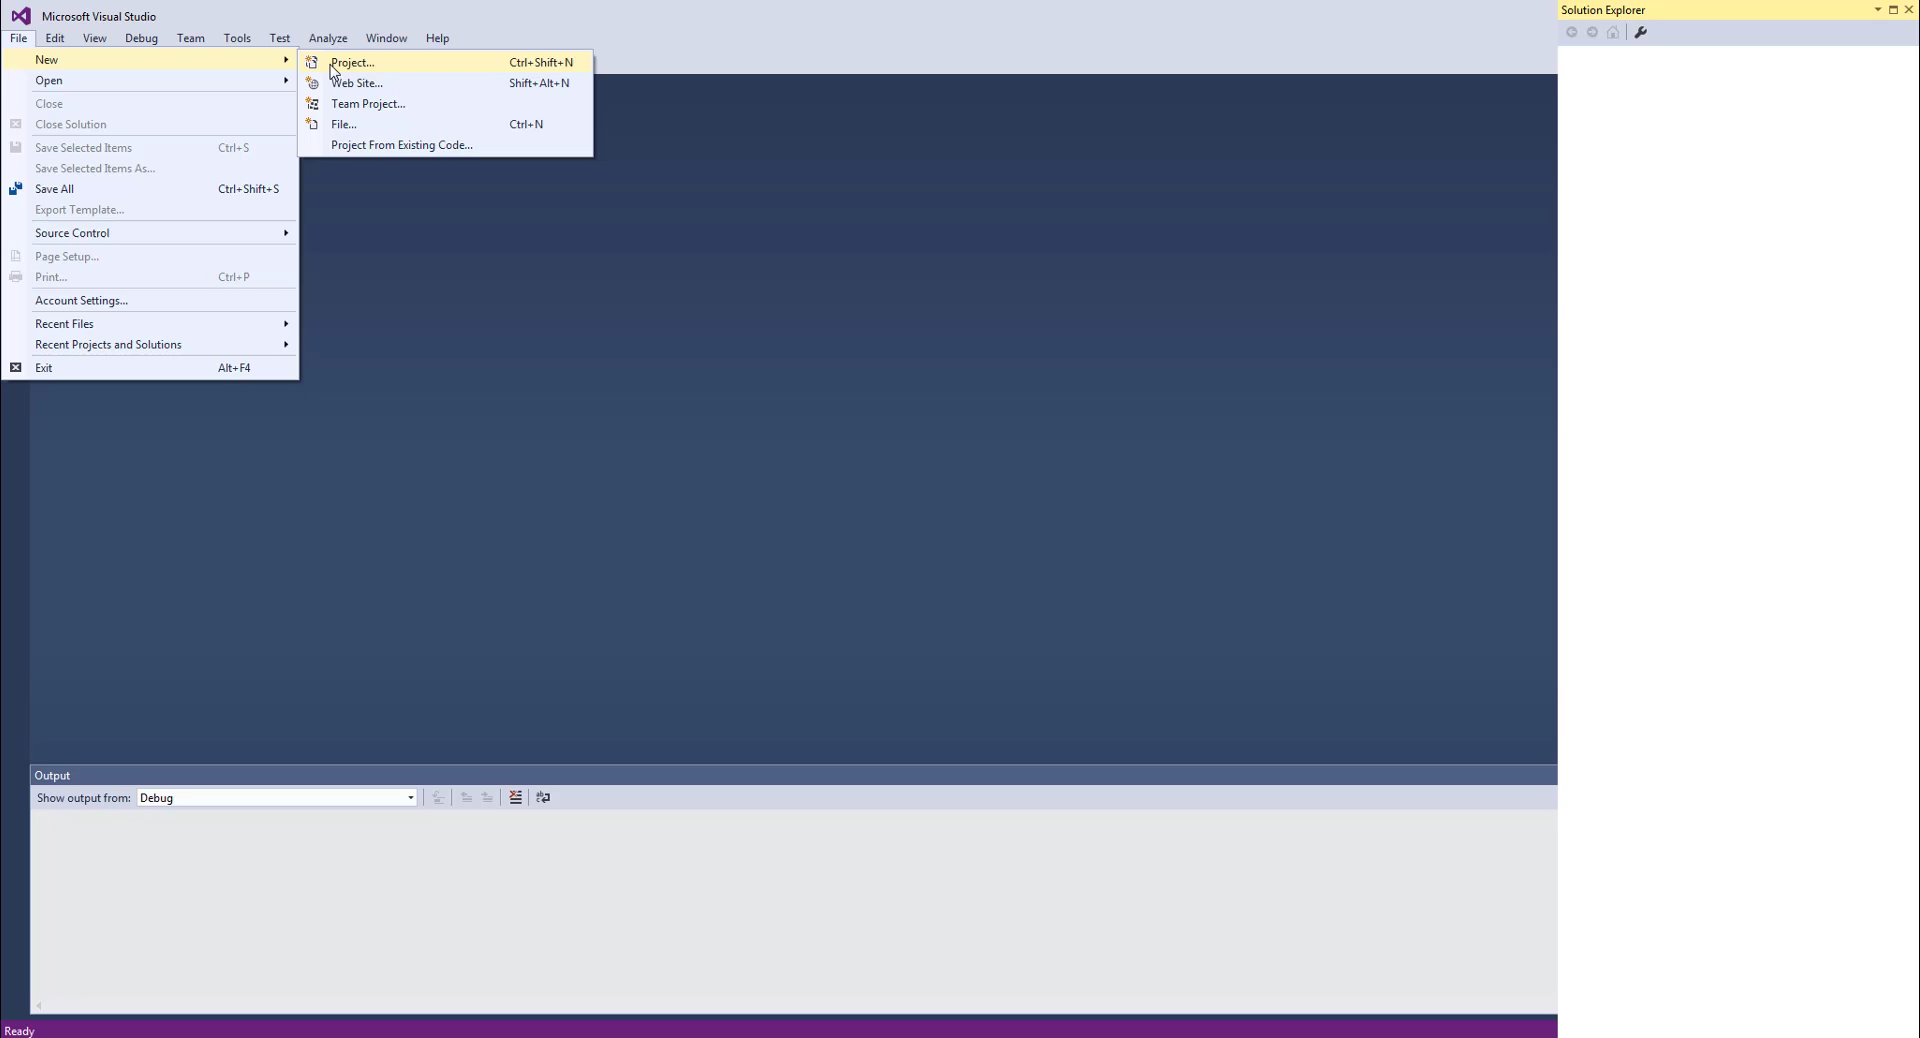 Microsoft Visual Studio
File Edit View Debug Team Tools Test Analyze Window Help
New
Open
Close
Close Solution
Save Selected Items Ctrl+S
Save Selected Items As...
Save All Ctrl+Shift+S
Export Template...
Source Control
Page Setup...
Print... Ctrl+P
Account Settings...
Recent Files
Recent Projects and Solutions
Exit Alt+F4
Project... Ctrl+Shift+N
Web Site... Shift+Alt+N
Team Project...
File... Ctrl+N
Project From Existing Code...
Solution Explorer
Output
Show output from: Debug
Ready